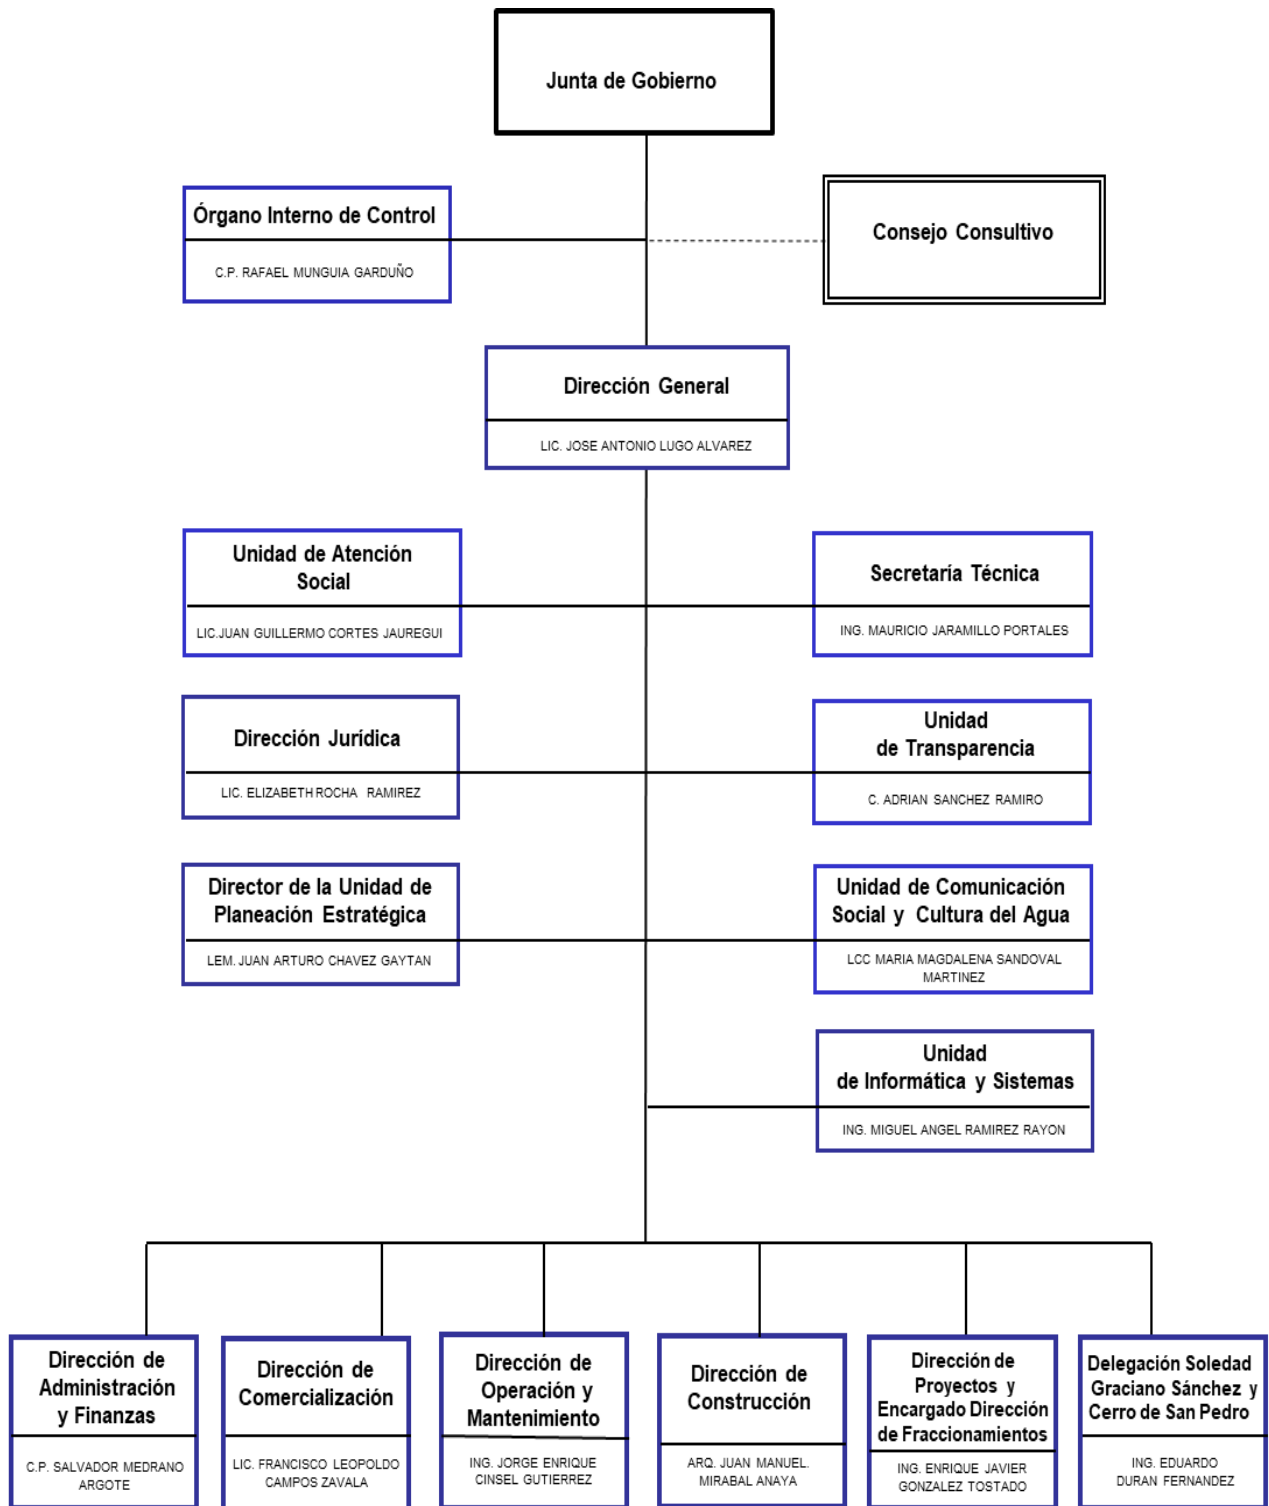 Junta de Gobierno
Órgano Interno de Control
C.P. RAFAEL MUNGUIA GARDUÑO
Consejo Consultivo
Dirección General
LIC. JOSE ANTONIO LUGO ALVAREZ
Unidad de Atención
Social
LIC.JUAN GUILLERMO CORTES JAUREGUI
Secretaría Técnica
ING. MAURICIO JARAMILLO PORTALES
Dirección Jurídica
LIC. ELIZABETH ROCHA RAMIREZ
Unidad
de Transparencia
C. ADRIAN SANCHEZ RAMIRO
Director de la Unidad de
Planeación Estratégica
LEM. JUAN ARTURO CHAVEZ GAYTAN
Unidad de Comunicación
Social y Cultura del Agua
LCC MARIA MAGDALENA SANDOVAL
MARTINEZ
Unidad
de Informática y Sistemas
ING. MIGUEL ANGEL RAMIREZ RAYON
Dirección de
Administración
y Finanzas
C.P. SALVADOR MEDRANO
ARGOTE
Dirección de
Comercialización
LIC. FRANCISCO LEOPOLDO
CAMPOS ZAVALA
Dirección de
Operación y
Mantenimiento
ING. JORGE ENRIQUE
CINSEL GUTIERREZ
Dirección de
Construcción
ARQ. JUAN MANUEL.
MIRABAL ANAYA
Dirección de
Proyectos y
Encargado Dirección
de Fraccionamientos
ING. ENRIQUE JAVIER
GONZALEZ TOSTADO
Delegación Soledad
Graciano Sánchez y
Cerro de San Pedro
ING. EDUARDO
DURAN FERNANDEZ